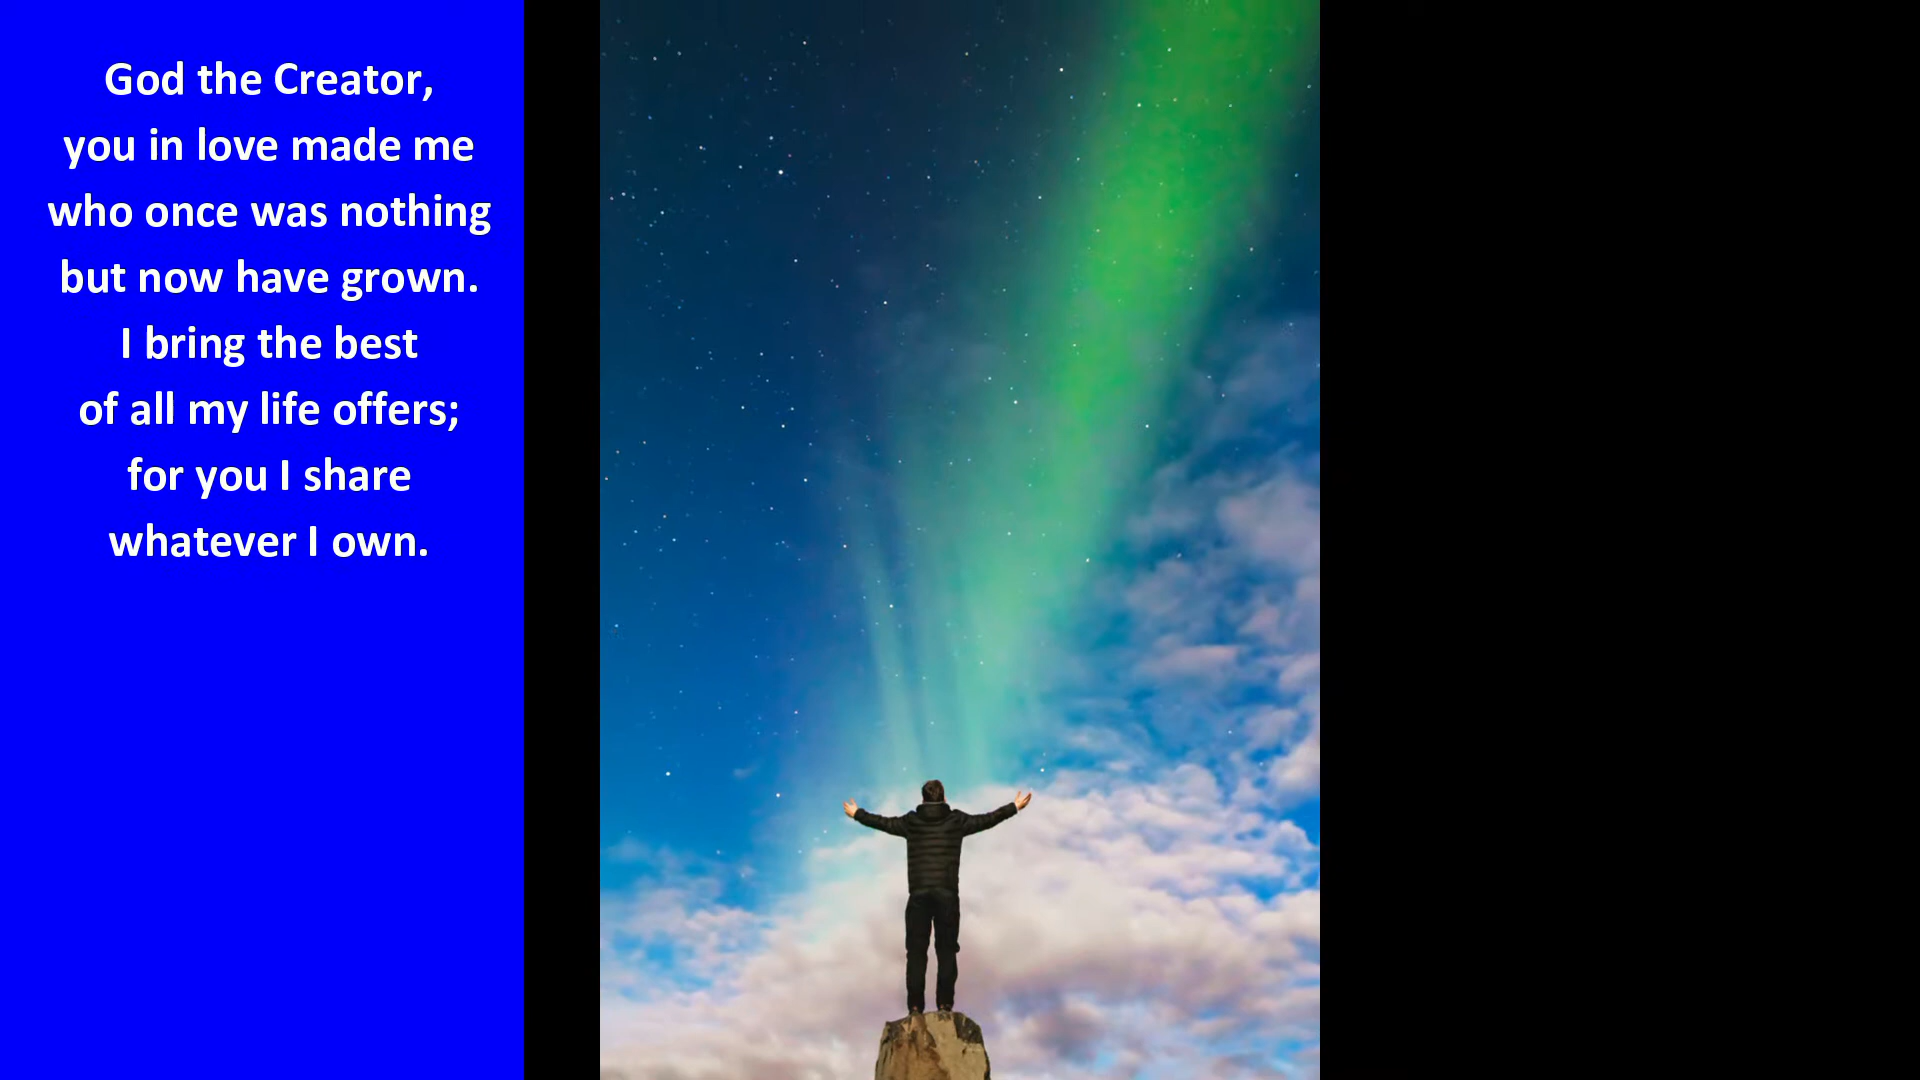 God the Creator,
you in love made me
who once was nothing
but now have grown.
I bring the best
of all my life offers;
for you I share
whatever I own.